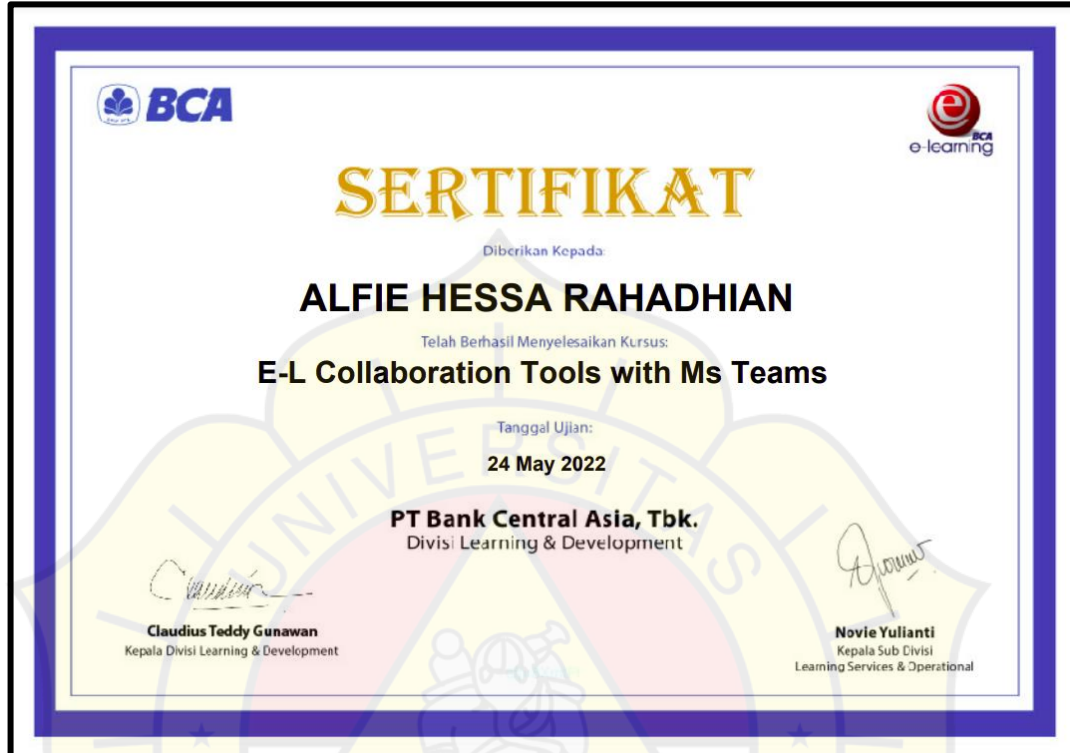 BCA
e
BCA
e-learning
SERTIFIKAT
Diberikan Kepada:
ALFIE HESSA RAHADHIAN
Telah Berhasil Menyelesaikan Kursus:
E-L Collaboration Tools with Ms Teams
Tanggal Ujian:
24 May 2022
UNIVERSITAS
PT Bank Central Asia, Tbk.
Divisi Learning & Development
Claudius Teddy Gunawan
Kepala Divisi Learning & Development
Novie Yulianti
Kepala Sub Divisi
Learning Services & Operational